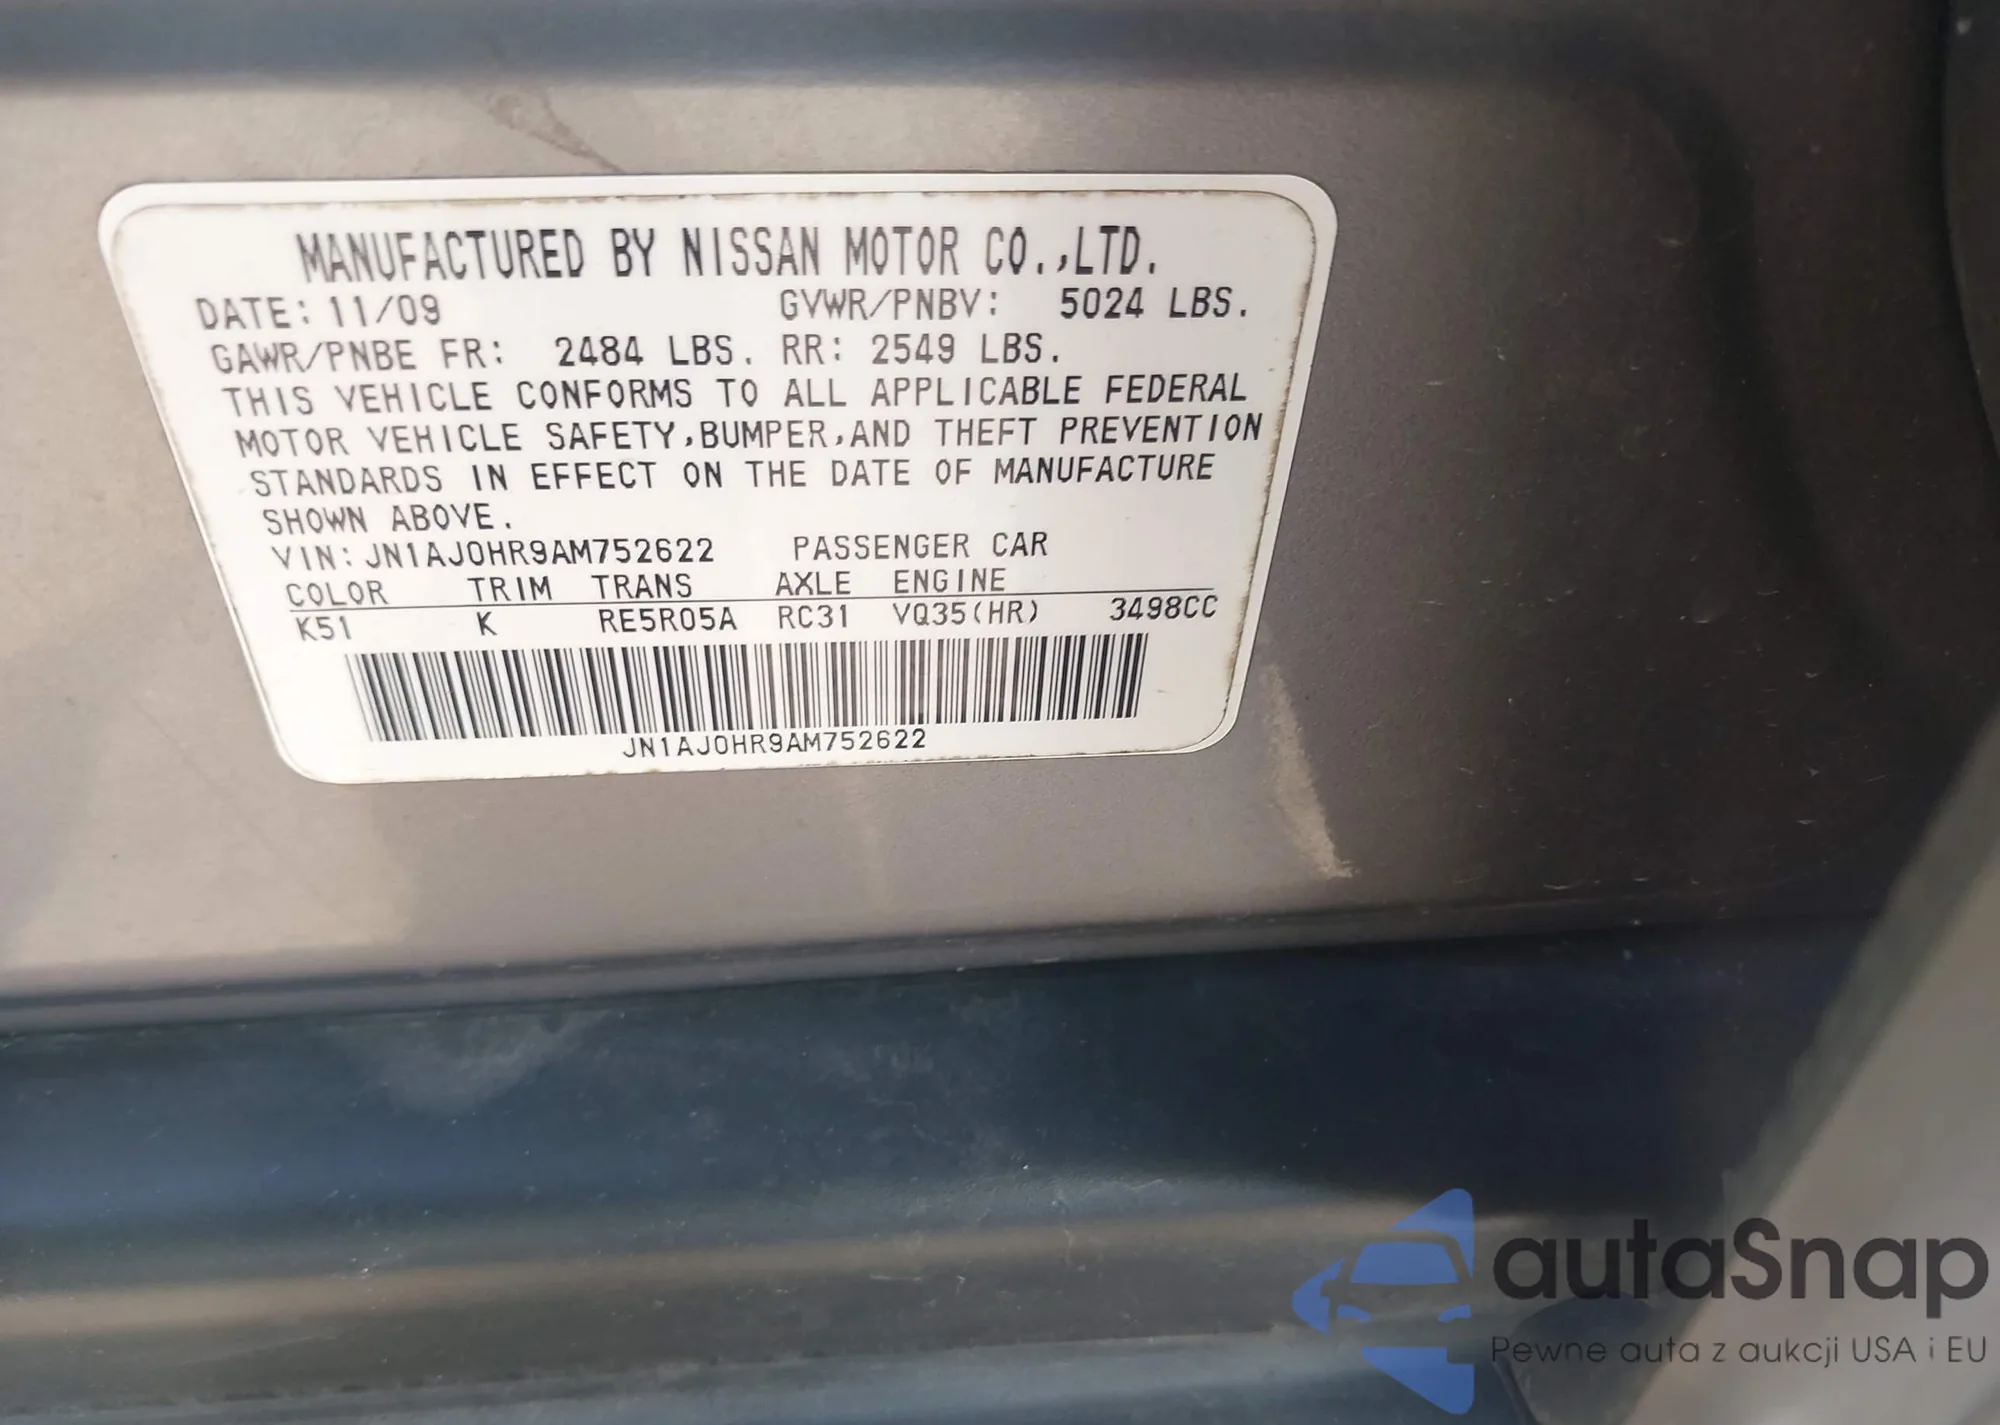 MANUFACTURED BY NISSAN MOTOR CO.,LTD.
DATE: 11/09 GVWR/PNBV: 5024 LBS.
GAWR/PNBE FR: 2484 LBS. RR: 2549 LBS.
THIS VEHICLE CONFORMS TO ALL APPLICABLE FEDERAL
MOTOR VEHICLE SAFETY,BUMPER,AND THEFT PREVENTION
STANDARDS IN EFFECT ON THE DATE OF MANUFACTURE
SHOWN ABOVE.
VIN: JN1AJ0HR9AM752622 PASSENGER CAR
COLOR TRIM TRANS AXLE ENGINE
K51 K RE5R05A RC31 VQ35(HR) 3498CC
JN1AJ0HR9AM752622
autaSnap
Pewne auta z aukcji USA i EU